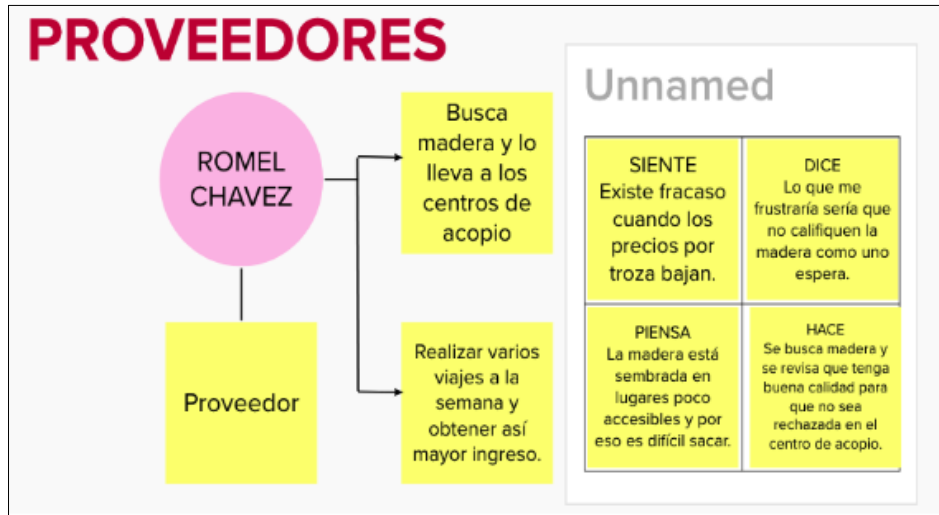 PROVEEDORES
ROMEL
CHAVEZ
Proveedor
Busca
madera y lo
lleva a los
centros de
acopio
Realizar varios
viajes a la
semana y
obtener así
mayor ingreso.
Unnamed
SIENTE
Existe fracaso
cuando los
precios por
troza bajan.
DICE
Lo que me
frustraría sería que
no califiquen la
madera como uno
espera.
PIENSA
La madera está
sembrada en
lugares poco
accesibles y por
eso es difícil sacar.
HACE
Se busca madera y
se revisa que tenga
buena calidad para
que no sea
rechazada en el
centro de acopio.